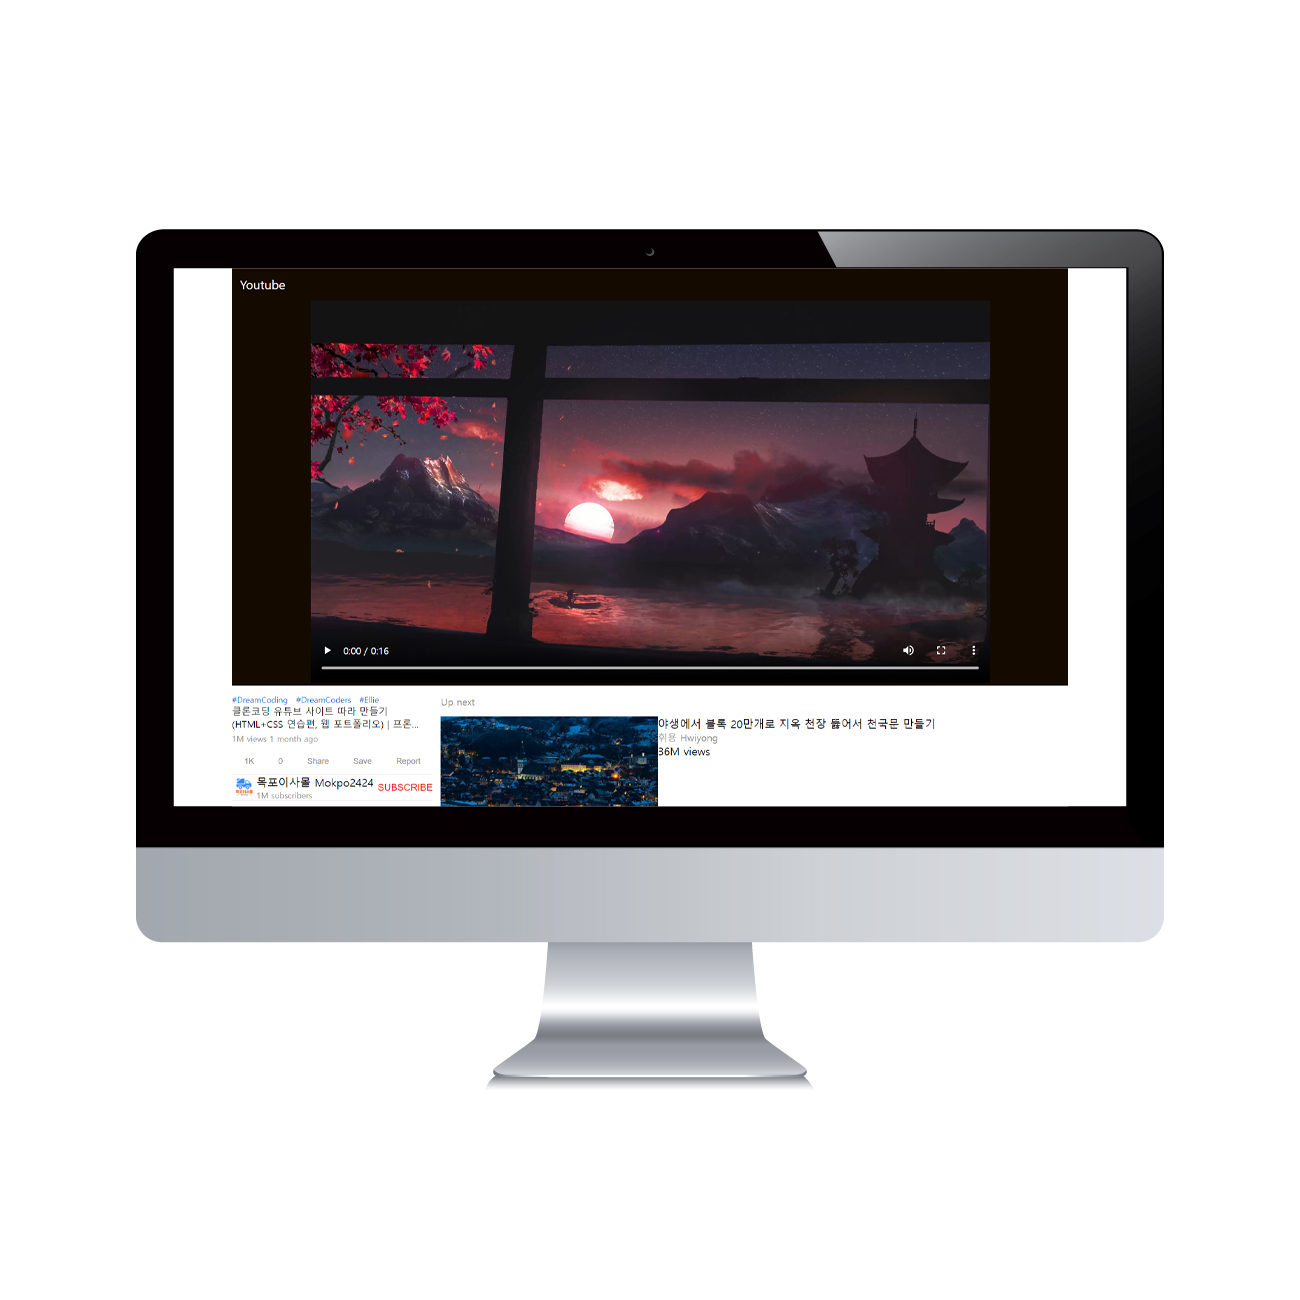 Youtube
0:00 / 0:16
#DreamCoding #DreamCoders #Ellie
클론코딩 유튜브 사이트 따라 만들기
(HTML+CSS 연습편, 웹 포트폴리오) | 프론...
1M views 1 month ago
1K 0 Share Save Report
목포이사몰 Mokpo2424
1M subscribers
SUBSCRIBE
Up next
야생에서 블록 20만개로 지옥 천장 뚫어서 천국문 만들기
휘용 Hwiyong
36M views